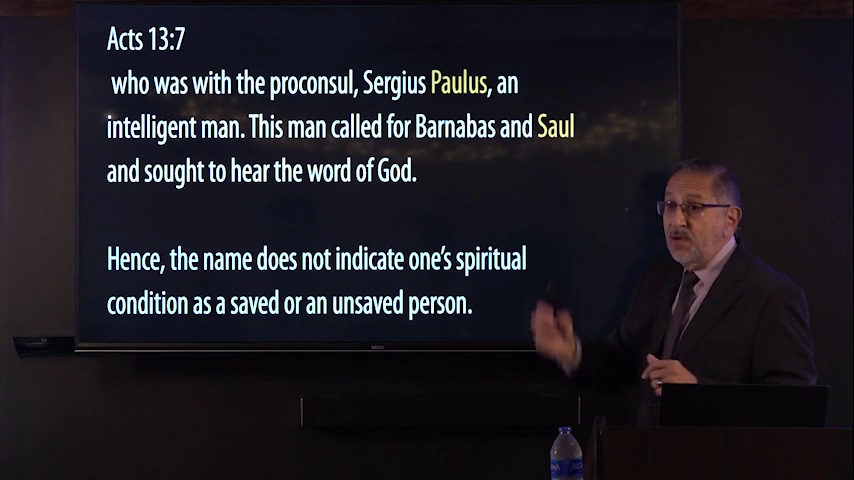 Acts 13:7
who was with the proconsul, Sergius Paulus, an
intelligent man. This man called for Barnabas and Saul
and sought to hear the word of God.
Hence, the name does not indicate one’s spiritual
condition as a saved or an unsaved person.